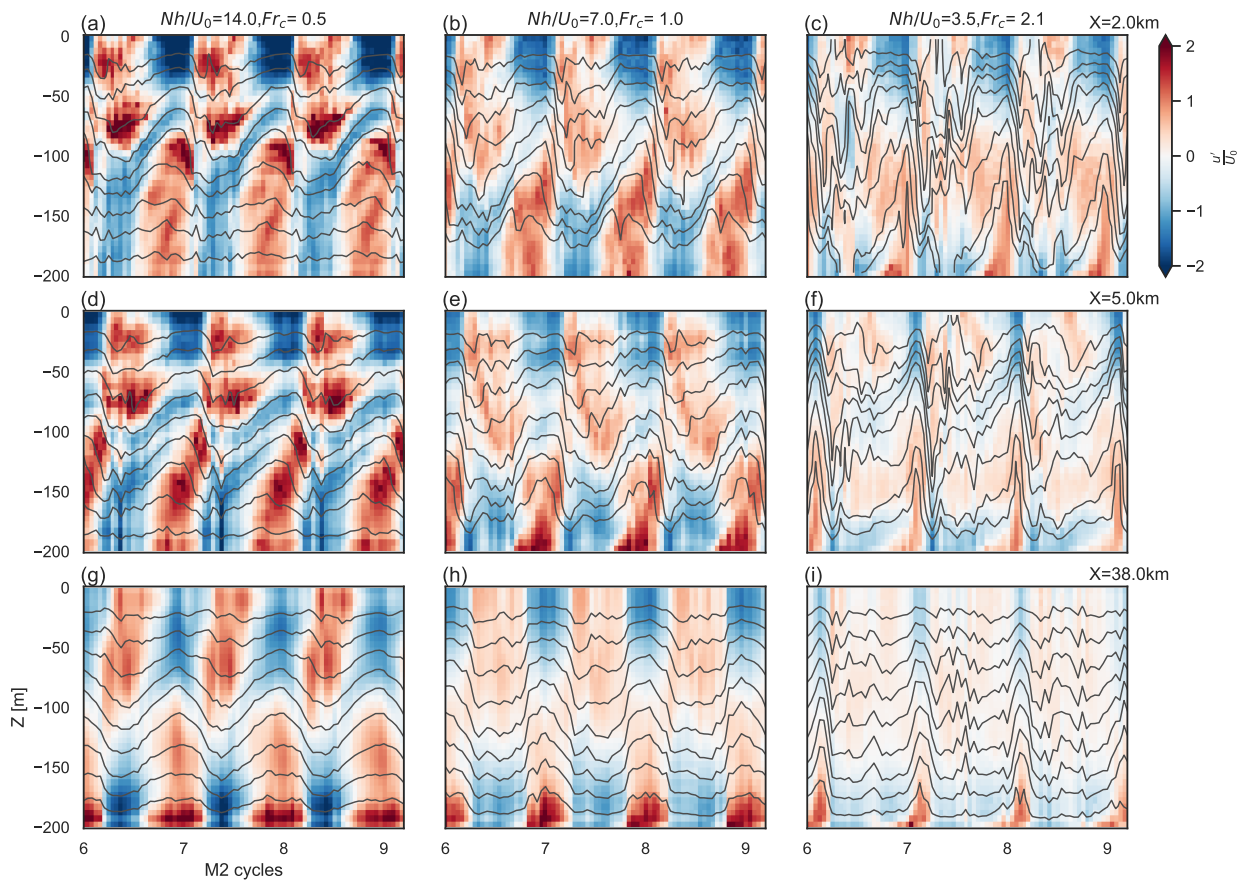 Nh/U₀=14.0,Fr_c= 0.5
Nh/U₀=7.0,Fr_c= 1.0
Nh/U₀=3.5,Fr_c= 2.1
(a)
(b)
(c)
X=2.0km
0
−50
−100
−150
−200
2
1
0
−1
−2
u′/U₀
(d)
(e)
(f)
X=5.0km
0
−50
−100
−150
−200
(g)
(h)
(i)
X=38.0km
0
−50
−100
−150
−200
Z [m]
6 7 8 9
6 7 8 9
6 7 8 9
M2 cycles